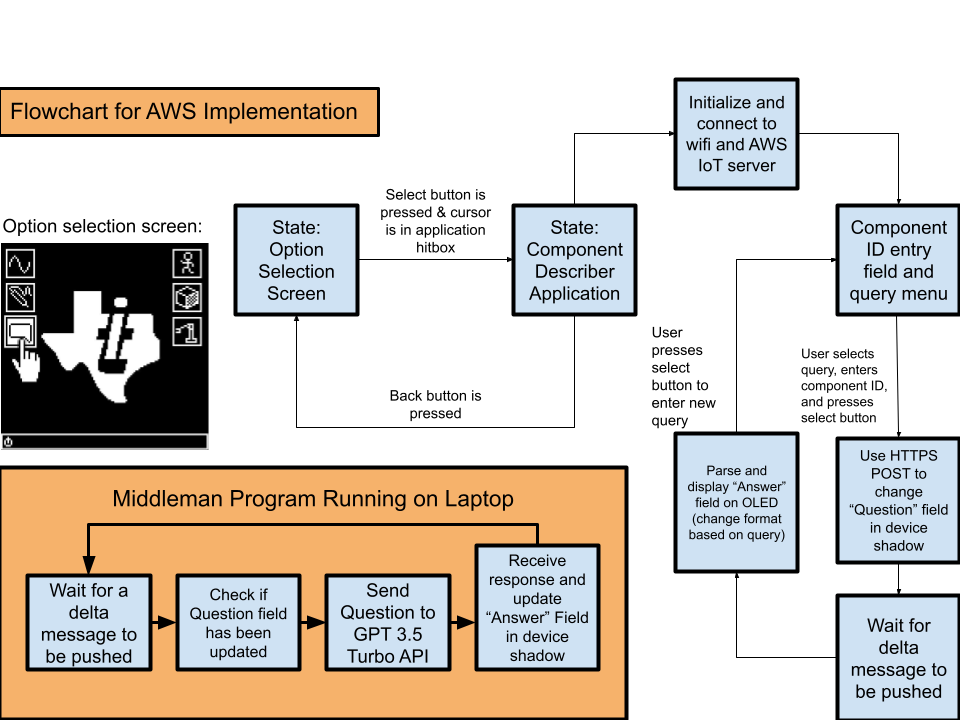 Flowchart for AWS Implementation
Initialize and
connect to
wifi and AWS
IoT server
Option selection screen:
State:
Option
Selection
Screen
Select button is
pressed & cursor
is in application
hitbox
State:
Component
Describer
Application
Component
ID entry
field and
query menu
Back button is
pressed
User
presses
select
button to
enter new
query
User selects
query, enters
component ID,
and presses
select button
Parse and
display “Answer”
field on OLED
(change format
based on query)
Use HTTPS
POST to
change
“Question” field
in device
shadow
Wait for
delta
message to
be pushed
Middleman Program Running on Laptop
Wait for a
delta
message to
be pushed
Check if
Question field
has been
updated
Send
Question to
GPT 3.5
Turbo API
Receive
response and
update
“Answer” Field
in device
shadow